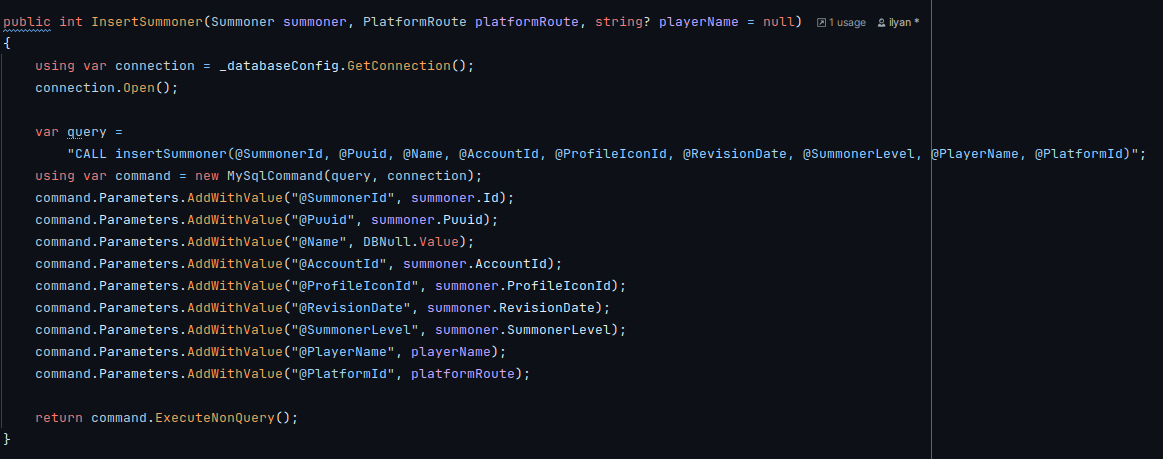 public int InsertSummoner(Summoner summoner, PlatformRoute platformRoute, string? playerName = null) 1 usage ilyan *
{
    using var connection = _databaseConfig.GetConnection();
    connection.Open();

    var query =
        "CALL insertSummoner(@SummonerId, @Puuid, @Name, @AccountId, @ProfileIconId, @RevisionDate, @SummonerLevel, @PlayerName, @PlatformId)";
    using var command = new MySqlCommand(query, connection);
    command.Parameters.AddWithValue("@SummonerId", summoner.Id);
    command.Parameters.AddWithValue("@Puuid", summoner.Puuid);
    command.Parameters.AddWithValue("@Name", DBNull.Value);
    command.Parameters.AddWithValue("@AccountId", summoner.AccountId);
    command.Parameters.AddWithValue("@ProfileIconId", summoner.ProfileIconId);
    command.Parameters.AddWithValue("@RevisionDate", summoner.RevisionDate);
    command.Parameters.AddWithValue("@SummonerLevel", summoner.SummonerLevel);
    command.Parameters.AddWithValue("@PlayerName", playerName);
    command.Parameters.AddWithValue("@PlatformId", platformRoute);

    return command.ExecuteNonQuery();
}